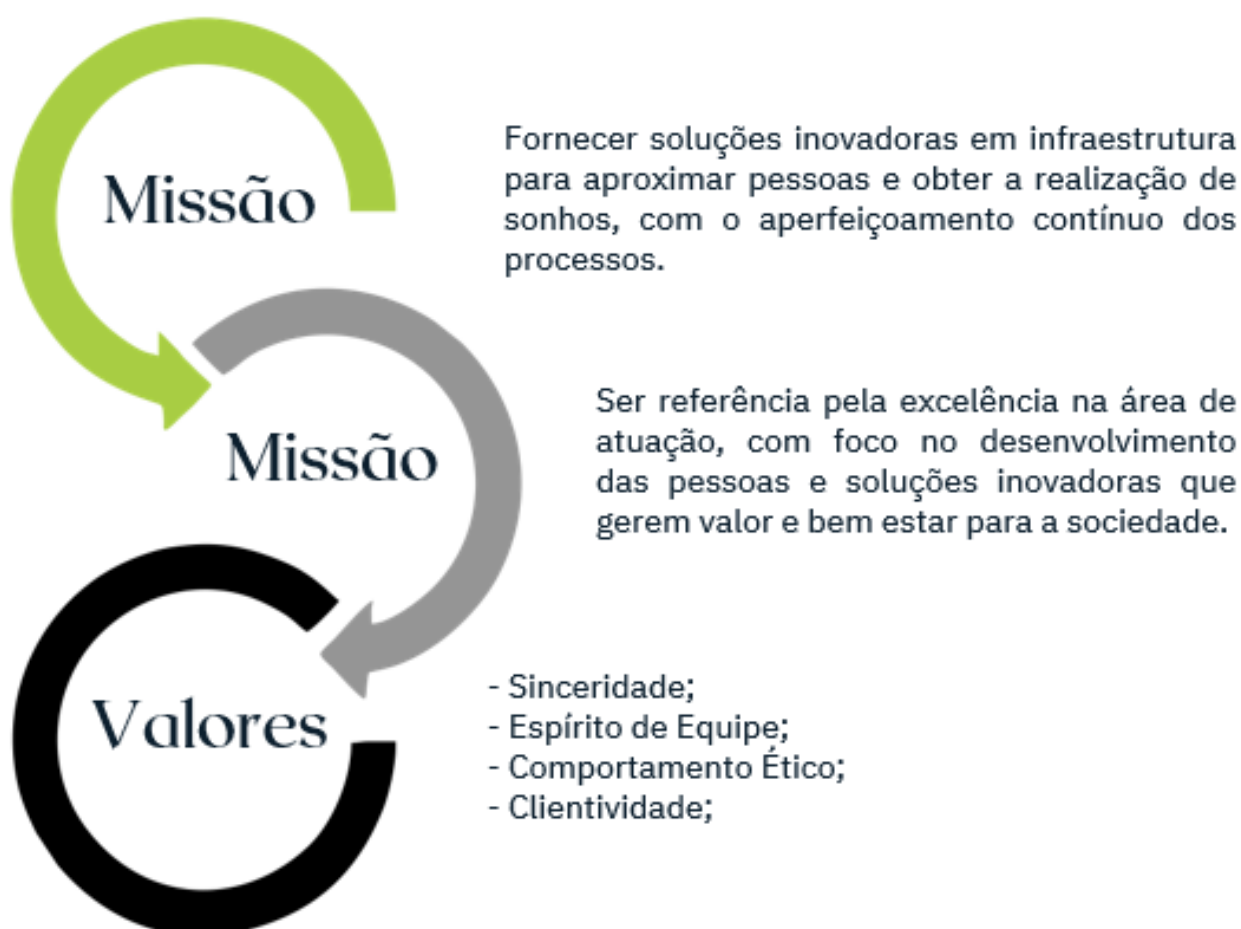 Missão
Fornecer soluções inovadoras em infraestrutura
para aproximar pessoas e obter a realização de
sonhos, com o aperfeiçoamento contínuo dos
processos.
Missão
Ser referência pela excelência na área de
atuação, com foco no desenvolvimento
das pessoas e soluções inovadoras que
gerem valor e bem estar para a sociedade.
Valores
- Sinceridade;
- Espírito de Equipe;
- Comportamento Ético;
- Clientividade;